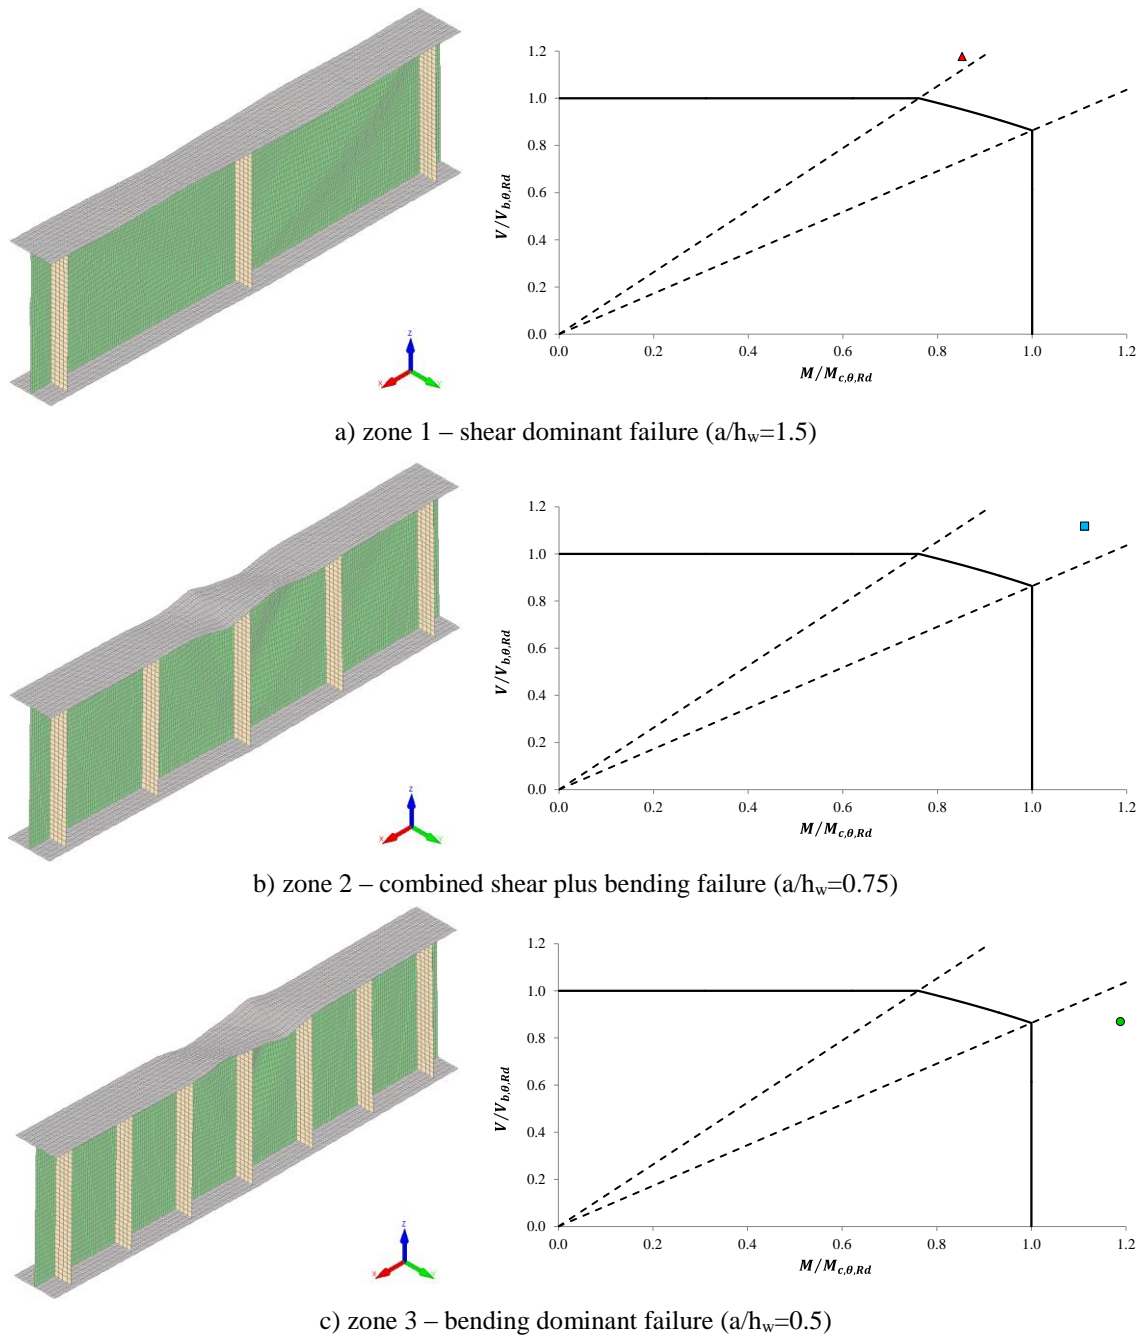 1.2
1.0
0.8
0.6
0.4
0.2
0.0
V/V_{b,θ,Rd}
0.0 0.2 0.4 0.6 0.8 1.0 1.2
M/M_{c,θ,Rd}
z
x
y
a) zone 1 – shear dominant failure (a/h_w=1.5)
1.2
1.0
0.8
0.6
0.4
0.2
0.0
V/V_{b,θ,Rd}
0.0 0.2 0.4 0.6 0.8 1.0 1.2
M/M_{c,θ,Rd}
z
x
y
b) zone 2 – combined shear plus bending failure (a/h_w=0.75)
1.2
1.0
0.8
0.6
0.4
0.2
0.0
V/V_{b,θ,Rd}
0.0 0.2 0.4 0.6 0.8 1.0 1.2
M/M_{c,θ,Rd}
z
x
y
c) zone 3 – bending dominant failure (a/h_w=0.5)